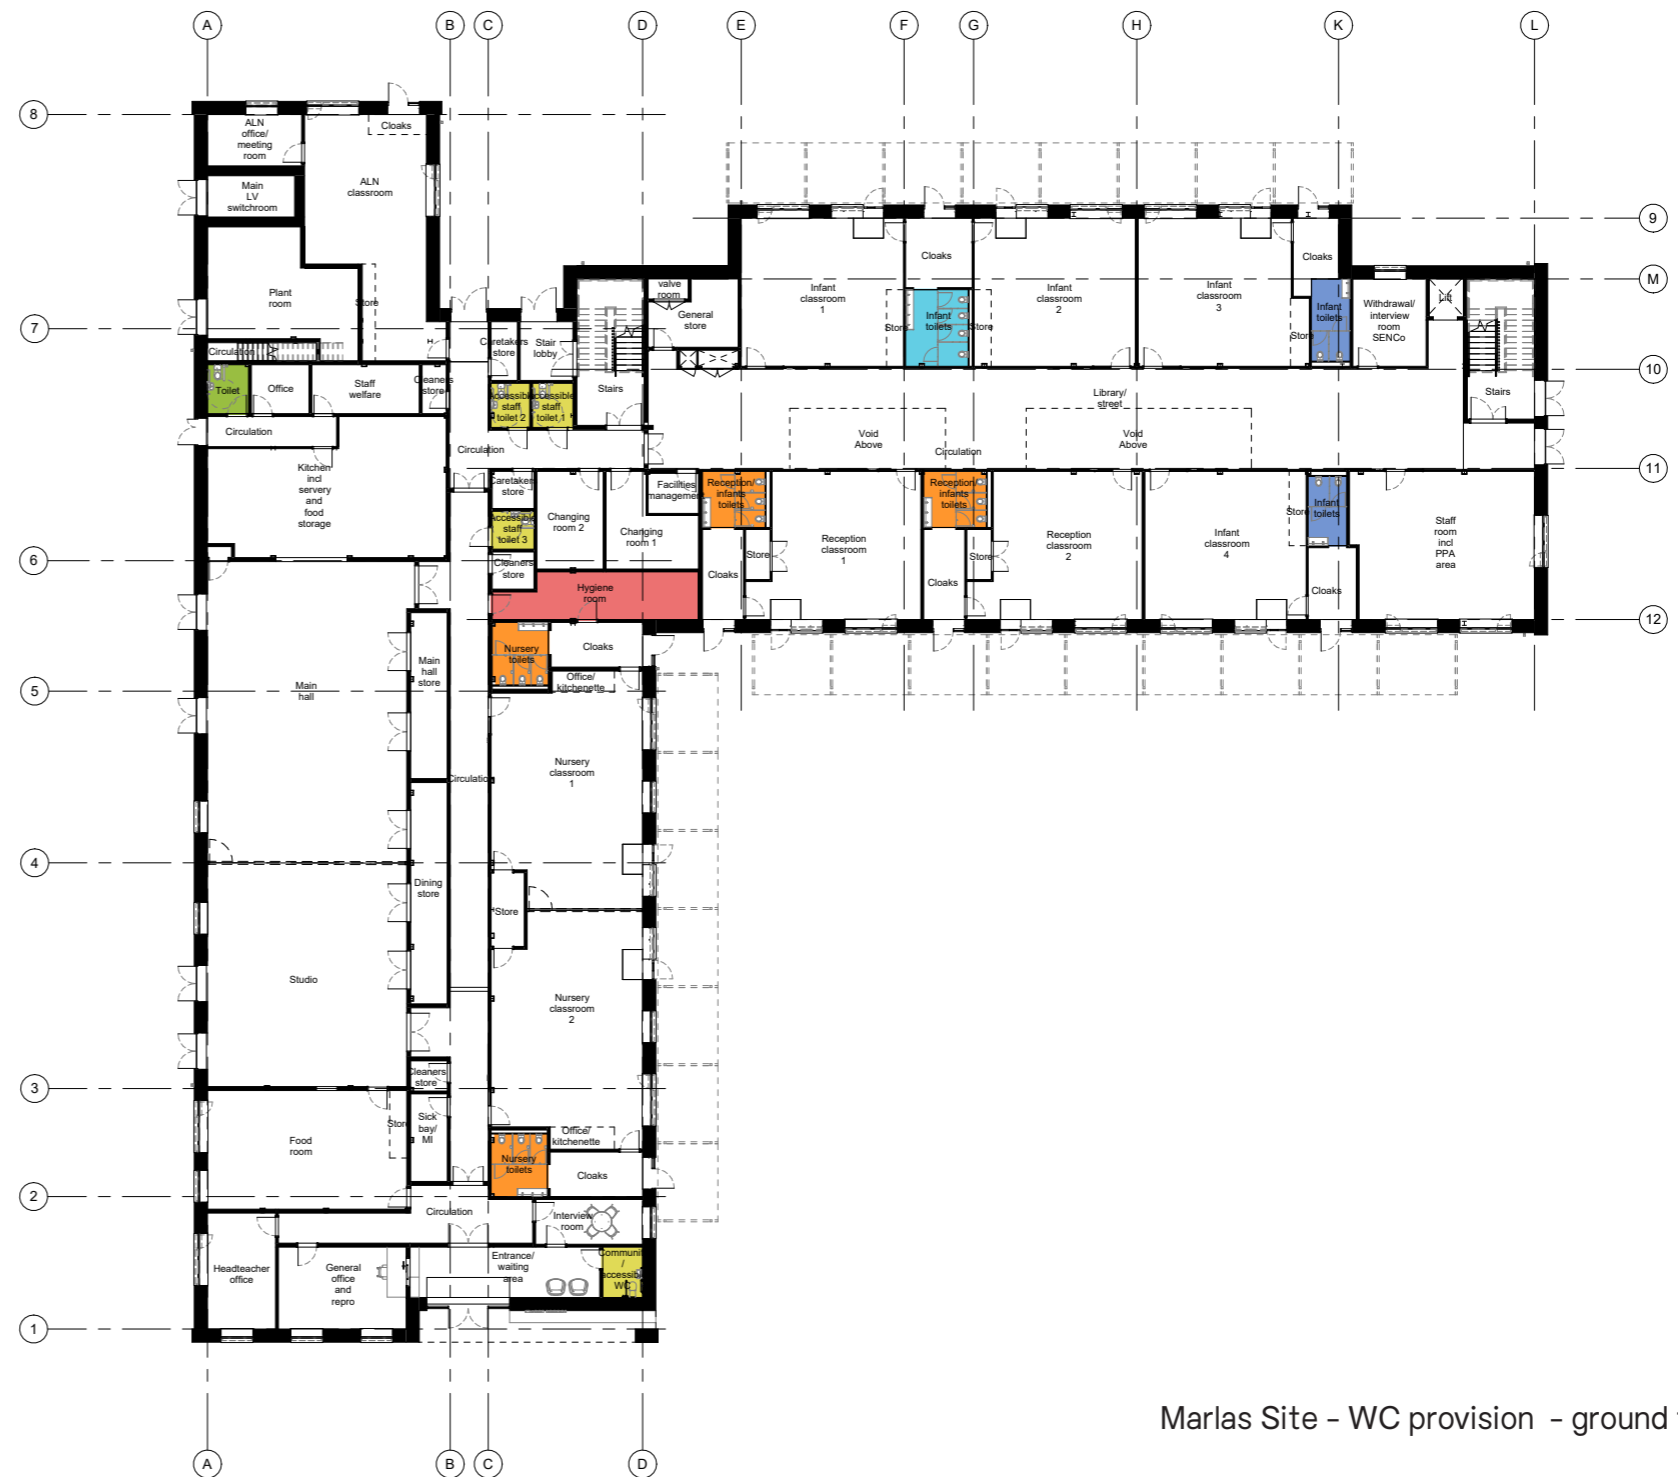 A
B
C
D
E
F
G
H
K
L
8
9
M
7
10
11
6
12
5
4
3
2
1
ALN
office/
meeting
room
Cloaks
ALN
classroom
Main
LV
switchroom
Plant
room
Store
Circulation
Toilet
Office
Staff
welfare
Cleaners
store
Circulation
Kitchen
incl
servery
and
food
storage
Caretakers
store
Stair
lobby
Stairs
Accessible
staff
toilet 2
Accessible
staff
toilet 1
Circulation
valve
room
General
store
Infant
classroom
1
Store
Cloaks
Infant
toilets
Store
Infant
classroom
2
Infant
classroom
3
Cloaks
Infant
toilets
Store
Withdrawal/
interview
room
SENCo
Lift
Stairs
Library/
street
Void
Above
Void
Above
Circulation
Caretakers
store
Accessible
staff
toilet 3
Cleaners
store
Changing
room 2
Changing
room 1
Facilities
management
Hygiene
room
Reception/
infants
toilets
Cloaks
Store
Reception
classroom
1
Reception/
infants
toilets
Cloaks
Store
Reception
classroom
2
Infant
classroom
4
Store
Infant
toilets
Cloaks
Staff
room
incl
PPA
area
Nursery
toilets
Cloaks
Office/
kitchenette
Main
hall
Main
hall
store
Circulation
Nursery
classroom
1
Dining
store
Store
Studio
Nursery
classroom
2
Cleaners
store
Sick
bay/
MI
Food
room
Store
Office/
kitchenette
Nursery
toilets
Cloaks
Circulation
Interview
room
Headteacher
office
General
office
and
repro
Entrance/
waiting
area
Communit
/
accessible
WC
A
B
C
D
Marlas Site - WC provision - ground